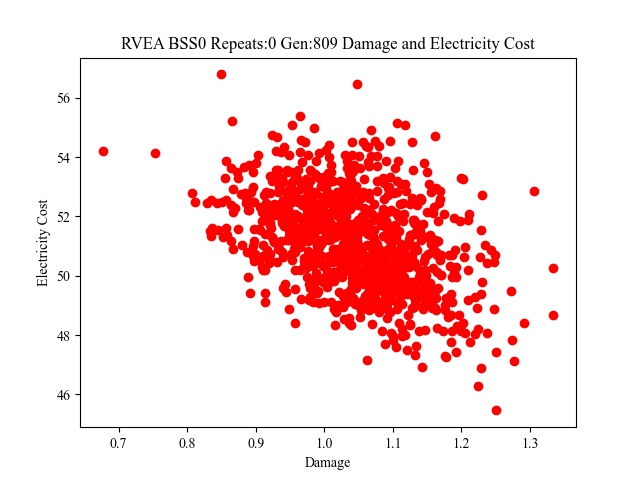 RVEA BSS0 Repeats:0 Gen:809 Damage and Electricity Cost
56
54
52
50
48
46
Electricity Cost
0.7 0.8 0.9 1.0 1.1 1.2 1.3
Damage